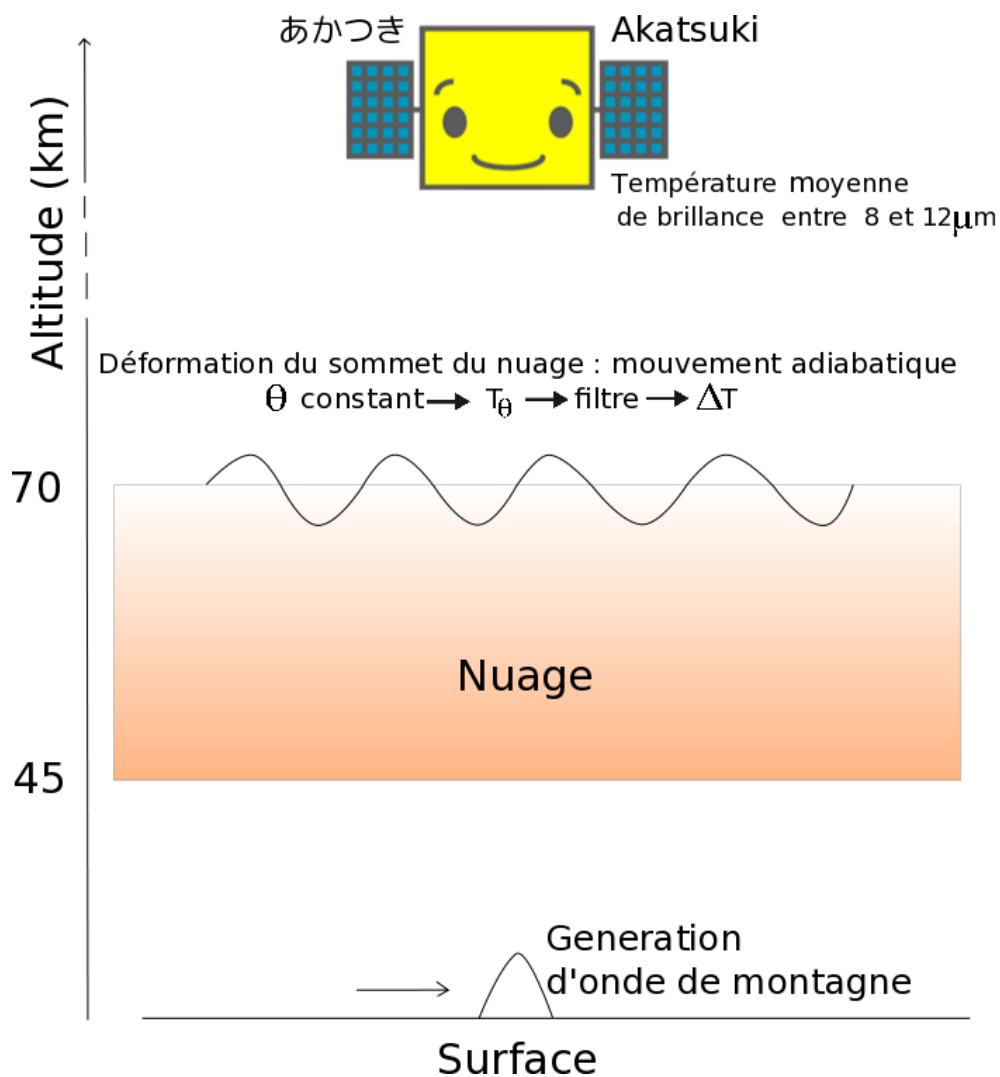 あかつき
Akatsuki
Température moyenne
de brillance entre 8 et 12μm
Altitude (km)
Déformation du sommet du nuage : mouvement adiabatique
θ constant → Tθ → filtre → ΔT
70
Nuage
45
Generation
d'onde de montagne
Surface